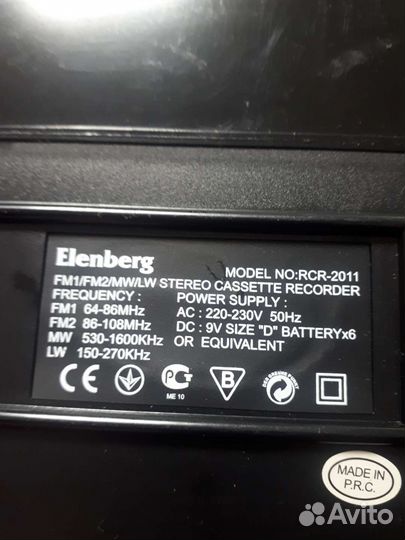 Elenberg MODEL NO:RCR-2011
FM1/FM2/MW/LW STEREO CASSETTE RECORDER
FREQUENCY : POWER SUPPLY :
FM1 64-86MHz AC : 220-230V 50Hz
FM2 86-108MHz DC : 9V SIZE "D" BATTERYx6
MW 530-1600KHz OR EQUIVALENT
LW 150-270KHz
ME 10
MADE IN
P.R.C.
Avito